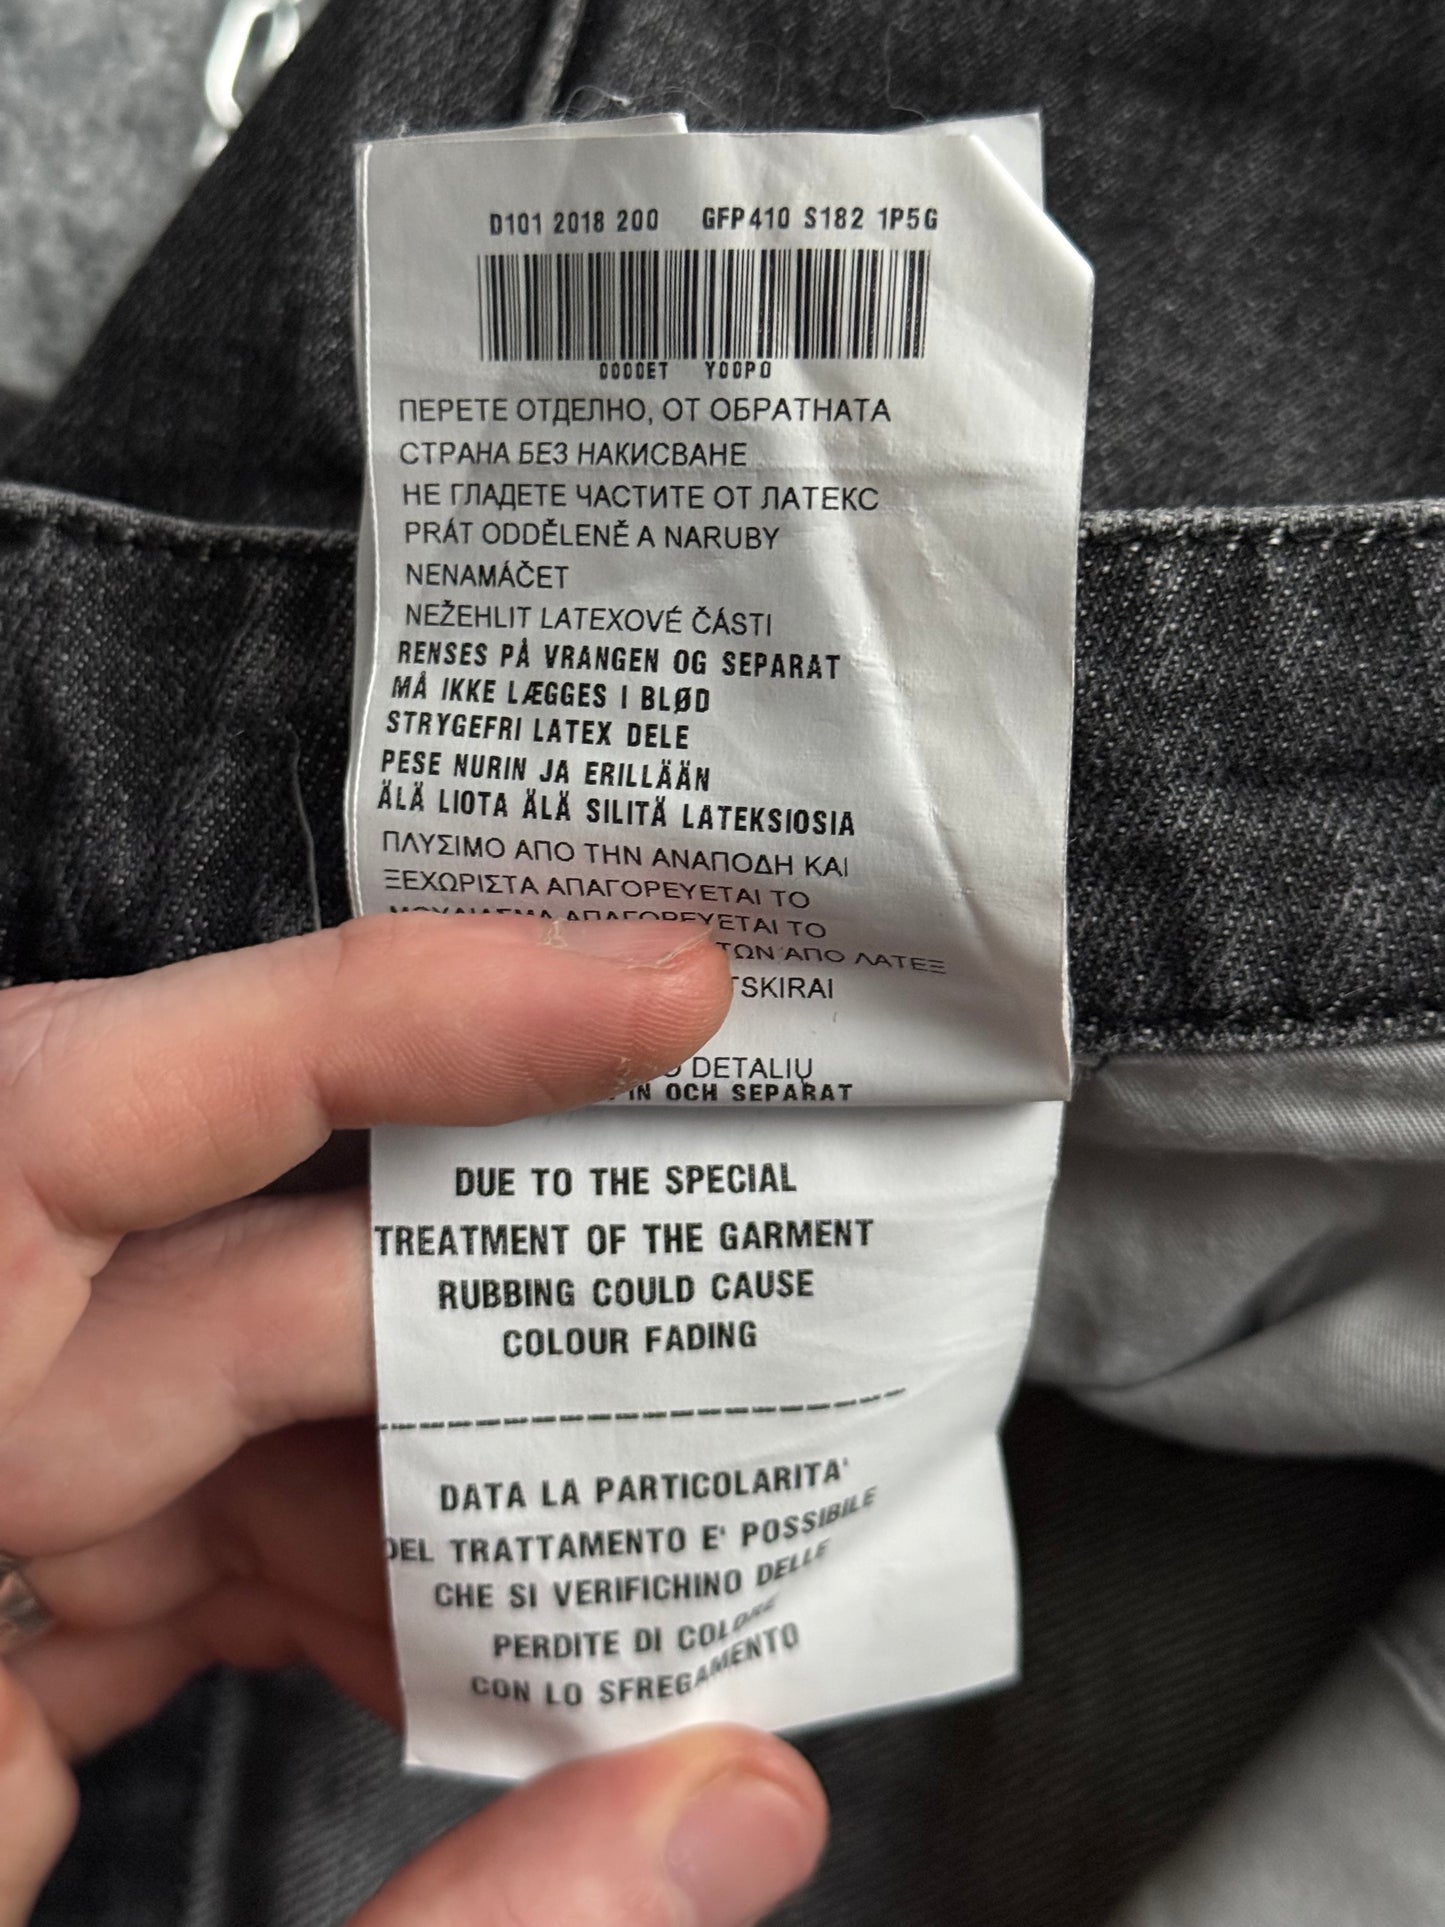 D101 2018 200 GFP410 S182 1P5G
0000ET Y00P0
ПЕРЕТЕ ОТДЕЛНО, ОТ ОБРАТНАТА
СТРАНА БЕЗ НАКИСВАНЕ
НЕ ГЛАДЕТЕ ЧАСТИТЕ ОТ ЛАТЕКС
PRÁT ODDĚLENĚ A NARUBY
NENAMÁČET
NEŽEHLIT LATEXOVÉ ČÁSTI
RENSES PÅ VRANGEN OG SEPARAT
MÅ IKKE LÆGGES I BLØD
STRYGEFRI LATEX DELE
PESE NURIN JA ERILLÄÄN
ÄLÄ LIOTA ÄLÄ SILITÄ LATEKSIOSIA
ΠΛΥΣΙΜΟ ΑΠΟ ΤΗΝ ΑΝΑΠΟΔΗ ΚΑΙ
ΞΕΧΩΡΙΣΤΑ ΑΠΑΓΟΡΕΥΕΤΑΙ ΤΟ
ΜΟΥΛΙΑΣΜΑ ΑΠΑΓΟΡΕΥΕΤΑΙ ΤΟ
ΤΩΝ ΑΠΟ ΛΑΤΕΞ
TSKIRAI
DETALIŲ
IN OCH SEPARAT
DUE TO THE SPECIAL
TREATMENT OF THE GARMENT
RUBBING COULD CAUSE
COLOUR FADING
DATA LA PARTICOLARITA'
DEL TRATTAMENTO E' POSSIBILE
CHE SI VERIFICHINO DELLE
PERDITE DI COLORE
CON LO SFREGAMENTO